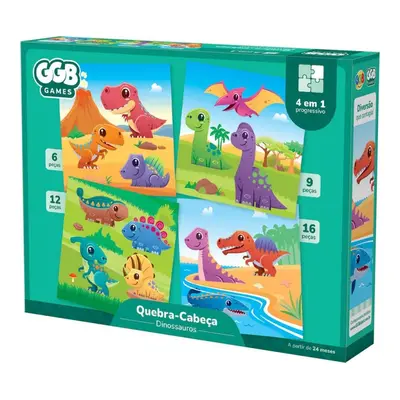 GGB
GAMES
4 em 1
progressivo
Diversão
6
peças
9
peças
12
peças
16
peças
Quebra-Cabeça
Dinossauros
A partir de 24 meses